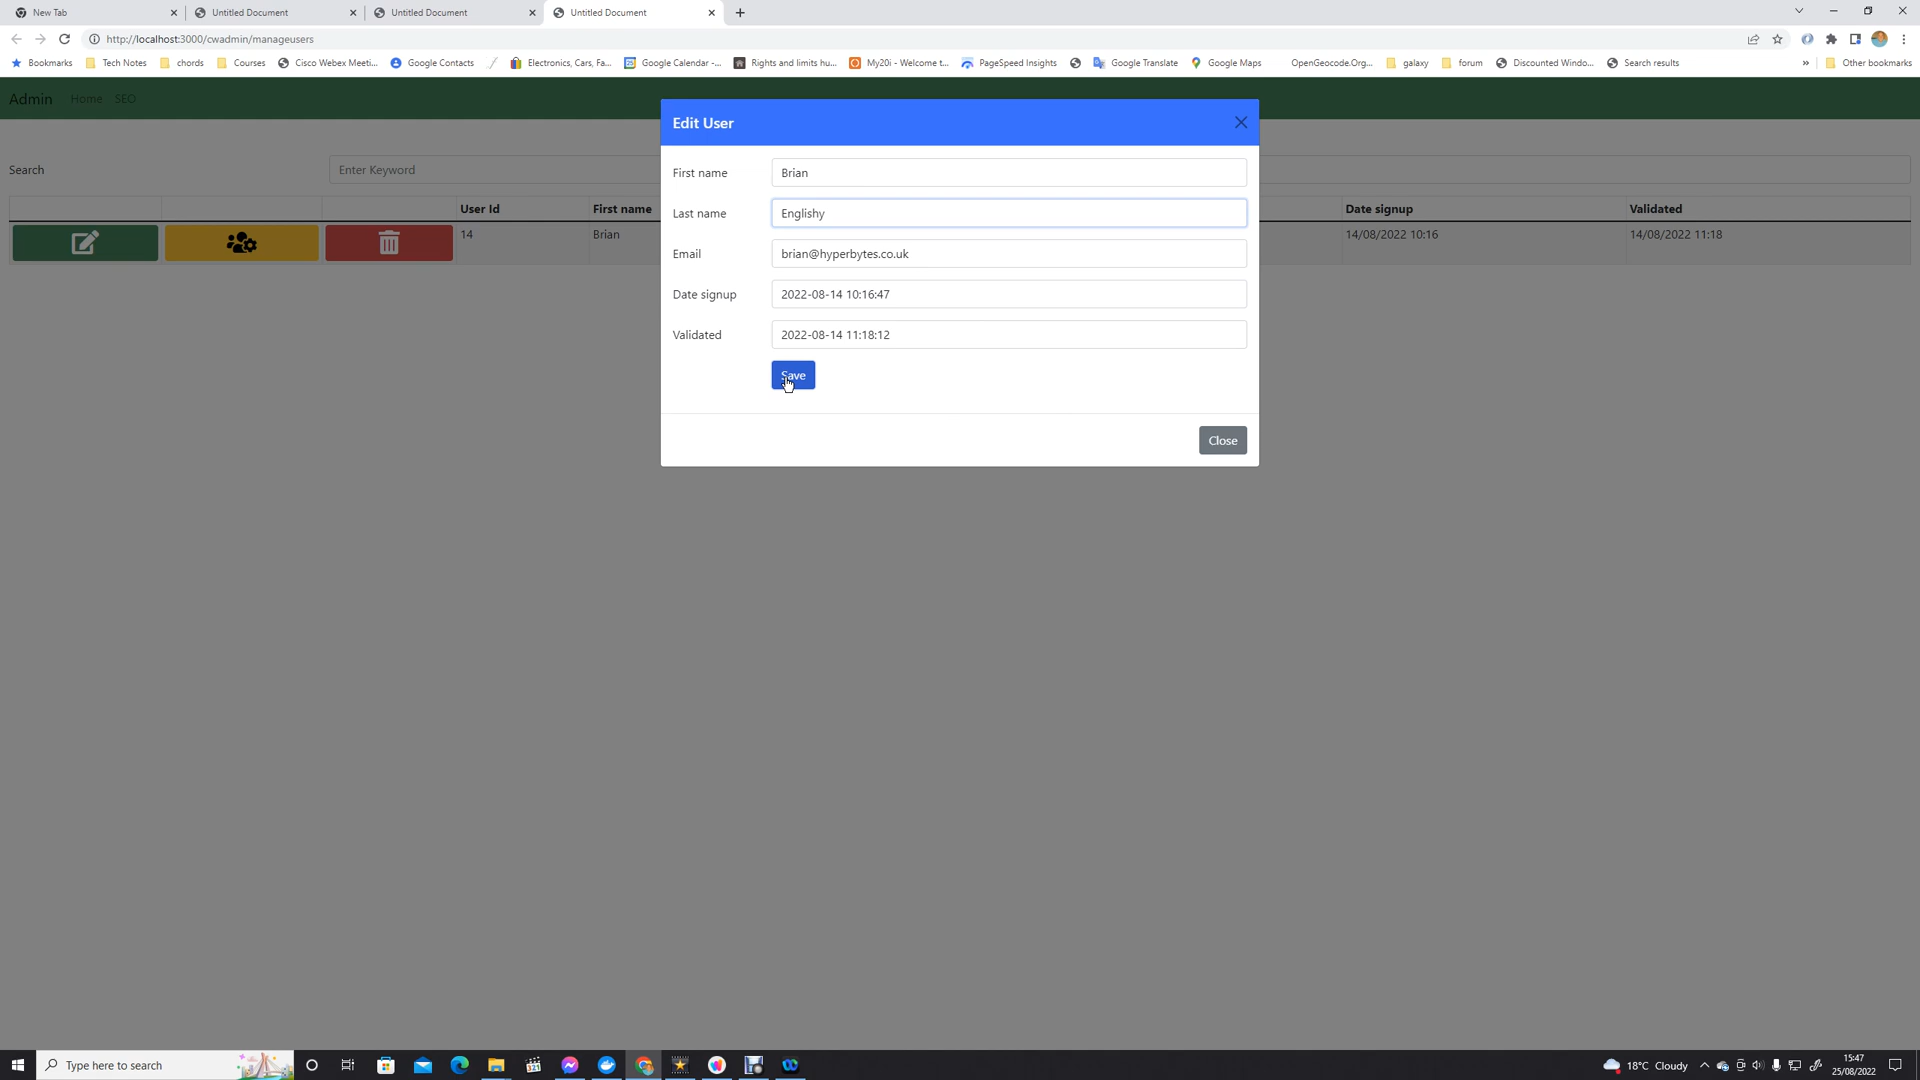 New Tab
Untitled Document
Untitled Document
Untitled Document
http://localhost:3000/cwadmin/manageusers
Bookmarks
Tech Notes
chords
Courses
Cisco Webex Meeti...
Google Contacts
Electronics, Cars, Fa...
Google Calendar -...
Rights and limits hu...
My20i - Welcome t...
PageSpeed Insights
Google Translate
Google Maps
OpenGeocode.Org...
galaxy
forum
Discounted Windo...
Search results
»
Other bookmarks
Admin Home SEO
Edit User
First name Brian
Last name Englishy
Email brian@hyperbytes.co.uk
Date signup 2022-08-14 10:16:47
Validated 2022-08-14 11:18:12
Save
Close
Search Enter Keyword
User Id First name Date signup Validated
14 Brian 14/08/2022 10:16 14/08/2022 11:18
Type here to search
18°C Cloudy
15:47
25/08/2022